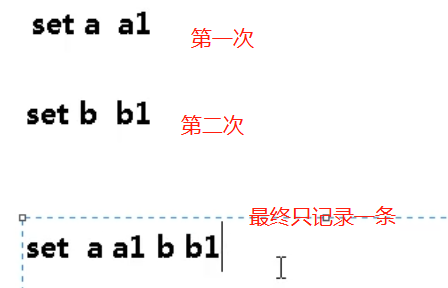 set a a1 第一次
set b b1 第二次
最终只记录一条
set a a1 b b1